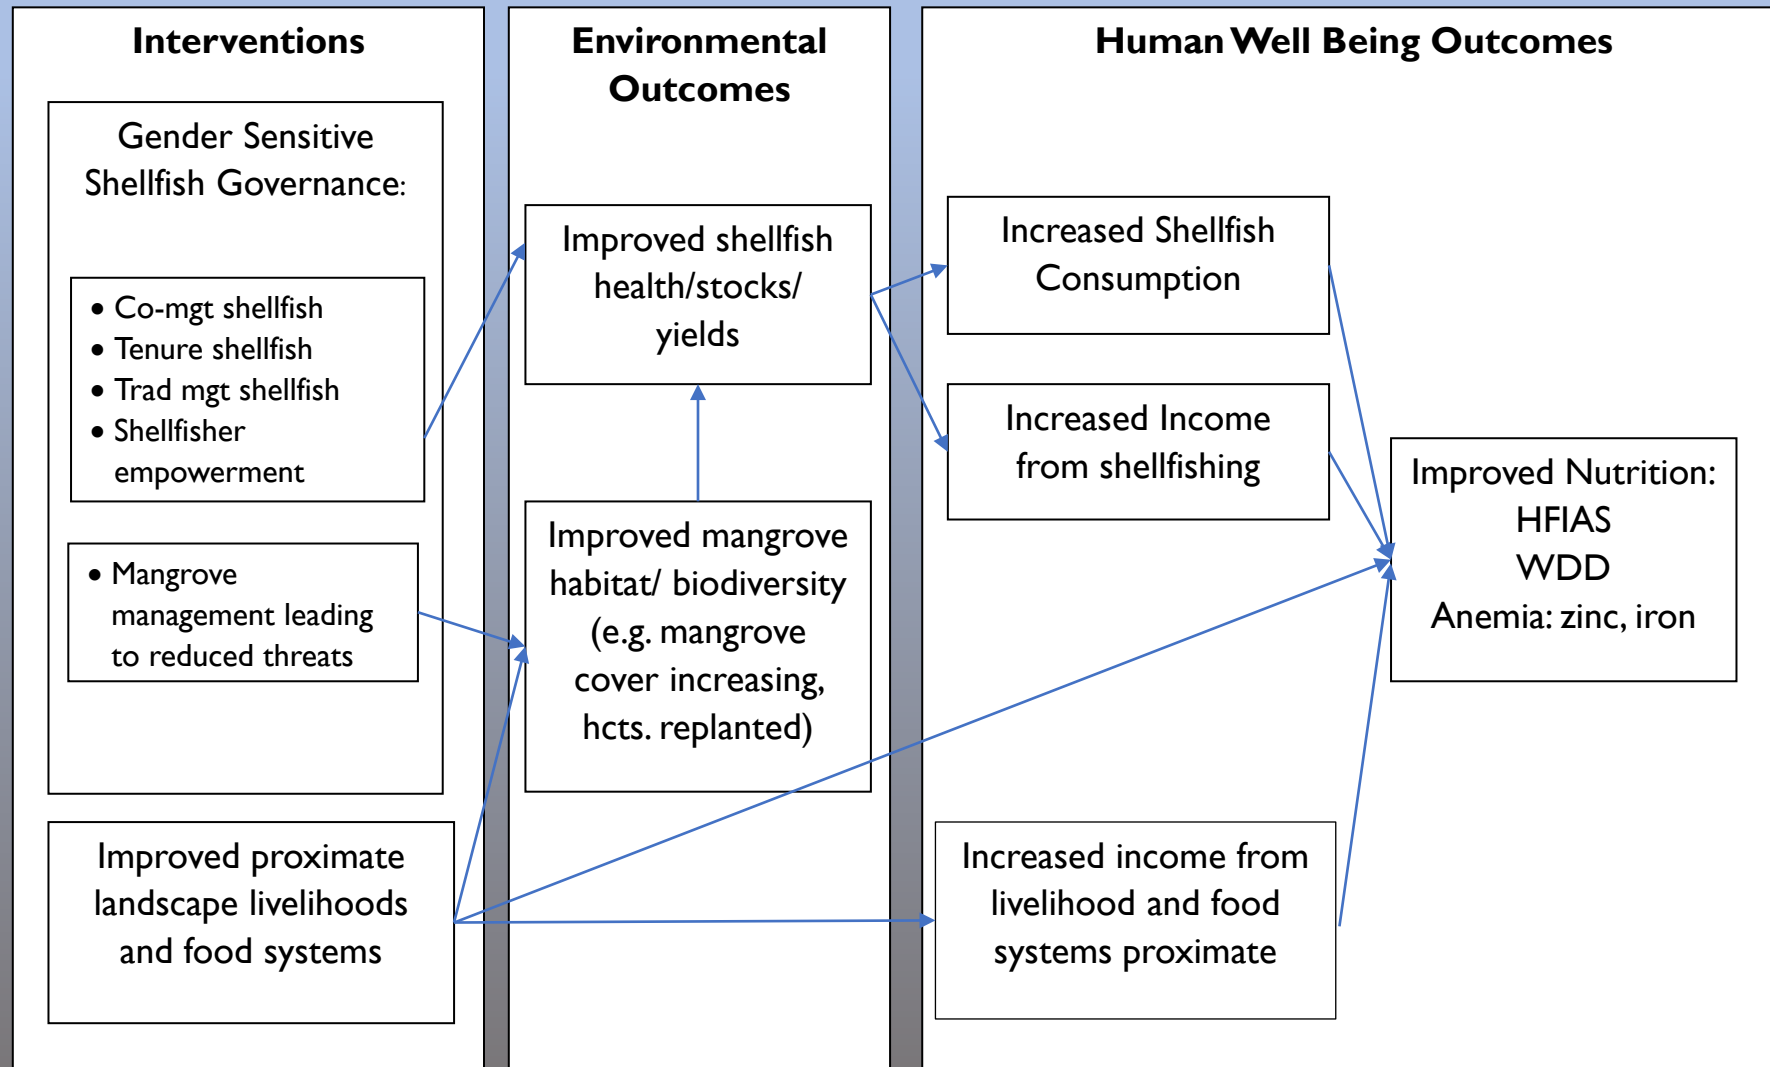 Interventions
Gender Sensitive
Shellfish Governance:
• Co-mgt shellfish
• Tenure shellfish
• Trad mgt shellfish
• Shellfisher
empowerment
• Mangrove
management leading
to reduced threats
Improved proximate
landscape livelihoods
and food systems
Environmental
Outcomes
Improved shellfish
health/stocks/
yields
Improved mangrove
habitat/ biodiversity
(e.g. mangrove
cover increasing,
hcts. replanted)
Human Well Being Outcomes
Increased Shellfish
Consumption
Increased Income
from shellfishing
Increased income from
livelihood and food
systems proximate
Improved Nutrition:
HFIAS
WDD
Anemia: zinc, iron